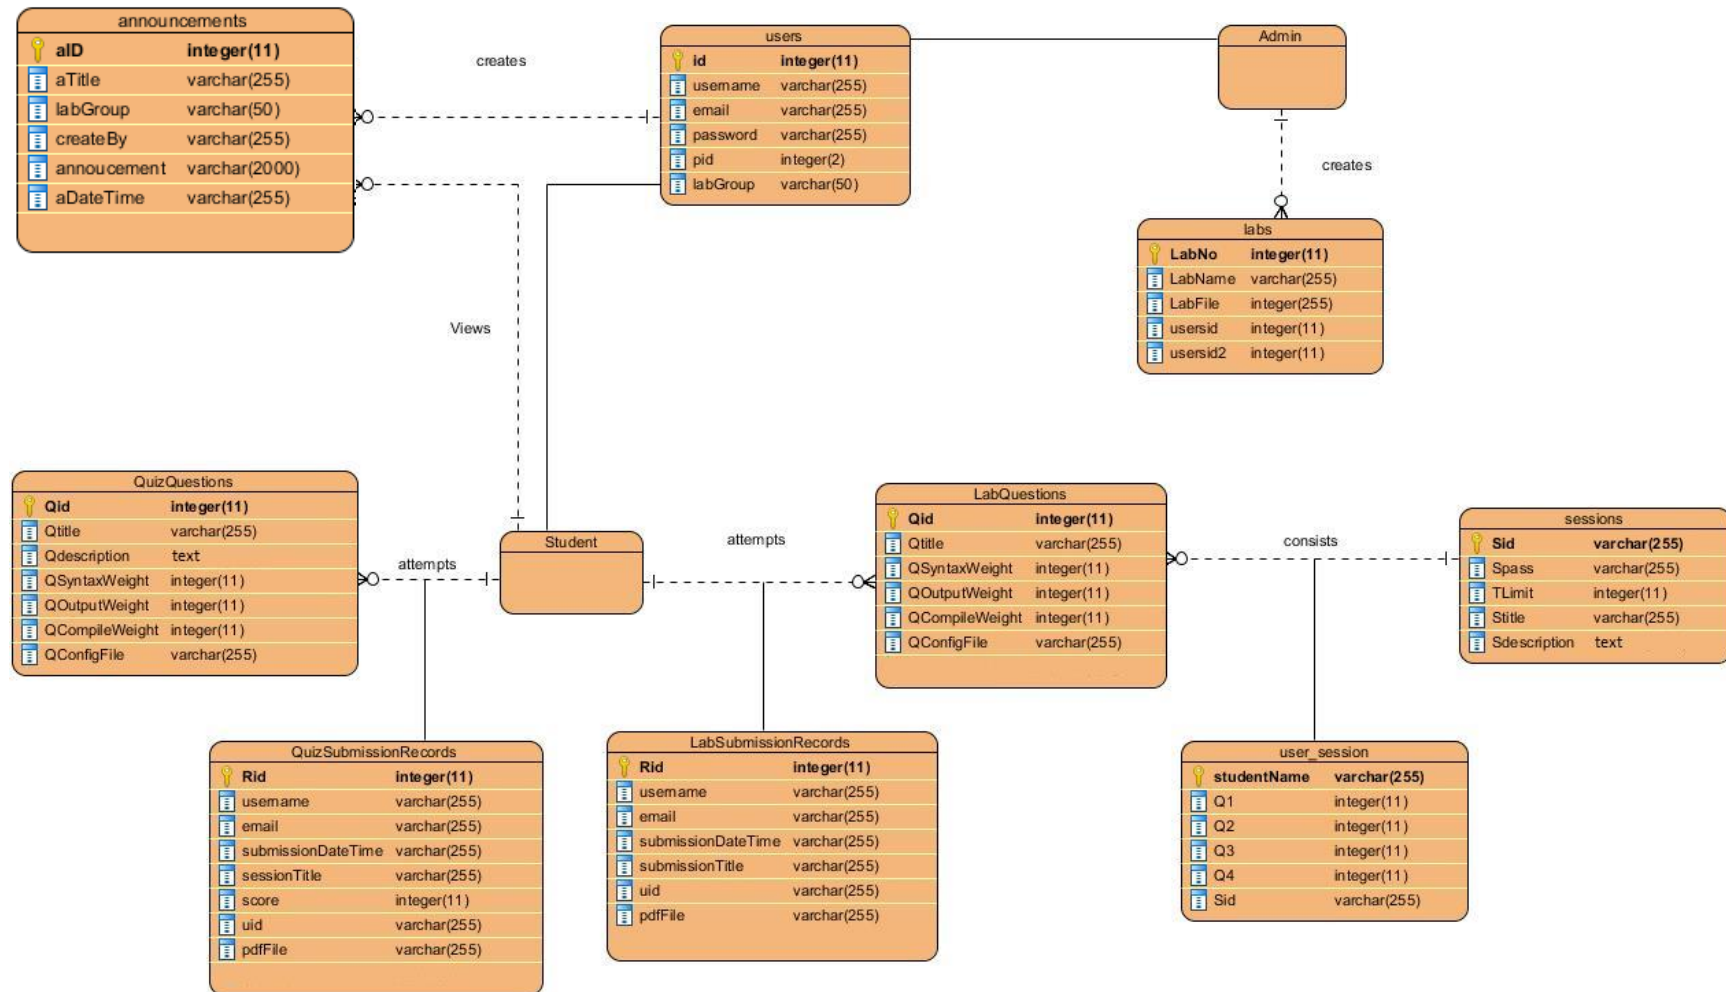 announcements
aID integer(11)
aTitle varchar(255)
labGroup varchar(50)
createBy varchar(255)
annoucement varchar(2000)
aDateTime varchar(255)
creates
users
id integer(11)
username varchar(255)
email varchar(255)
password varchar(255)
pid integer(2)
labGroup varchar(50)
Admin
creates
labs
LabNo integer(11)
LabName varchar(255)
LabFile integer(255)
usersid integer(11)
usersid2 integer(11)
Views
QuizQuestions
Qid integer(11)
Qtitle varchar(255)
Qdescription text
QSyntaxWeight integer(11)
QOutputWeight integer(11)
QCompileWeight integer(11)
QConfigFile varchar(255)
attempts
Student
attempts
LabQuestions
Qid integer(11)
Qtitle varchar(255)
QSyntaxWeight integer(11)
QOutputWeight integer(11)
QCompileWeight integer(11)
QConfigFile varchar(255)
consists
sessions
Sid varchar(255)
Spass varchar(255)
TLimit integer(11)
Stitle varchar(255)
Sdescription text
QuizSubmissionRecords
Rid integer(11)
username varchar(255)
email varchar(255)
submissionDateTime varchar(255)
sessionTitle varchar(255)
score integer(11)
uid varchar(255)
pdfFile varchar(255)
LabSubmissionRecords
Rid integer(11)
username varchar(255)
email varchar(255)
submissionDateTime varchar(255)
submissionTitle varchar(255)
uid varchar(255)
pdfFile varchar(255)
user_session
studentName varchar(255)
Q1 integer(11)
Q2 integer(11)
Q3 integer(11)
Q4 integer(11)
Sid varchar(255)